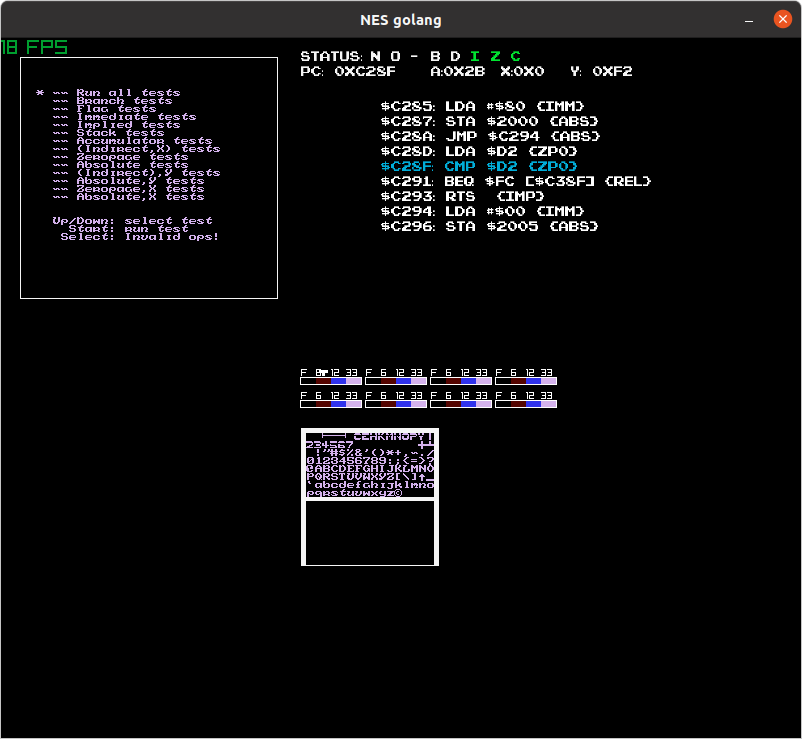 NES golang
18 FPS
STATUS: N O - B D I Z C
PC: 0XC28F A:0X2B X:0X0 Y: 0XF2
* ~~ Run all tests
~~ Branch tests
~~ Flag tests
~~ Immediate tests
~~ Implied tests
~~ Stack tests
~~ Accumulator tests
~~ (Indirect,X) tests
~~ Zeropage tests
~~ Absolute tests
~~ (Indirect),Y tests
~~ Absolute,Y tests
~~ Zeropage,X tests
~~ Absolute,X tests
Up/Down: select test
Start: run test
Select: Invalid ops!
$C285: LDA #$80 {IMM}
$C287: STA $2000 {ABS}
$C28A: JMP $C294 {ABS}
$C28D: LDA $D2 {ZP0}
$C28F: CMP $D2 {ZP0}
$C291: BEQ $FC [$C38F] {REL}
$C293: RTS {IMP}
$C294: LDA #$00 {IMM}
$C296: STA $2005 {ABS}
F 12 33 F 6 12 33 F 6 12 33 F 6 12 33
F 6 12 33 F 6 12 33 F 6 12 33 F 6 12 33
234567
!"#$%&'()*+,~./
0123456789:;<=>?
@ABCDEFGHIJKLMNO
PQRSTUVWXYZ[\]↑_
`abcdefghijklmno
pqrstuvwxyz©